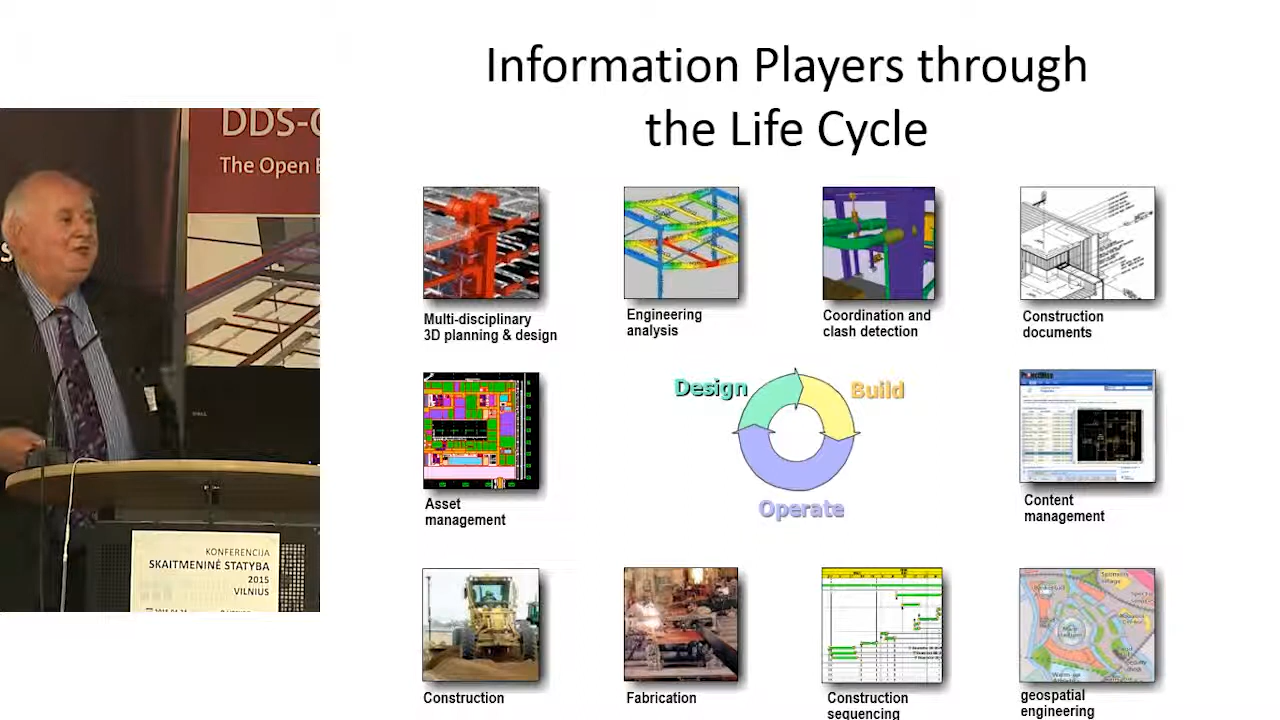 Information Players through
the Life Cycle
DDS-C
The Open
Multi-disciplinary
3D planning & design
Engineering
analysis
Coordination and
clash detection
Construction
documents
Design
Build
Operate
Asset
management
Content
management
DELL
KONFERENCIJA
SKAITMENINĖ STATYBA
2015
VILNIUS
Construction
Fabrication
Construction
sequencing
geospatial
engineering